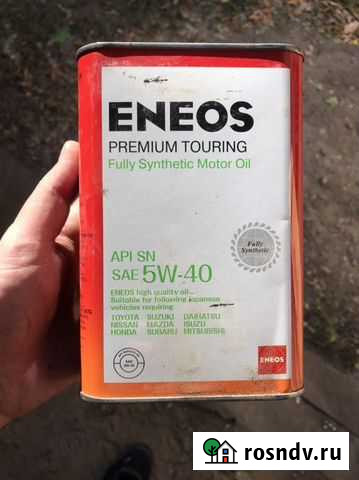 ENEOS
PREMIUM TOURING
Fully Synthetic Motor Oil
Fully
Synthetic
API SN
SAE 5W-40
ENEOS high quality oil...
Suitable for following Japanese
vehicles requiring
TOYOTA SUZUKI DAIHATSU
NISSAN MAZDA ISUZU
HONDA SUBARU MITSUBISHI
ENEOS
rosndv.ru